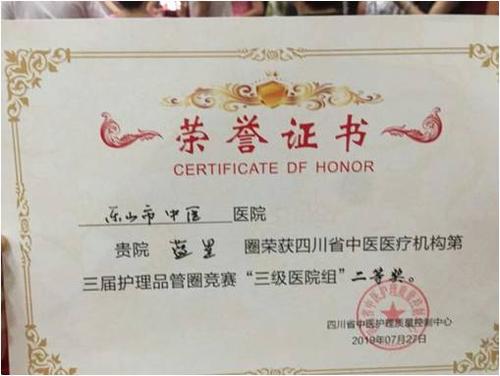 荣誉证书
CERTIFICATE DF HONOR
乐山市中医 医院
贵院 蓝星 圈荣获四川省中医医疗机构第
三届护理品管圈竞赛“三级医院组”二等奖。
四川省中医护理质量控制中心
2019年07月27日